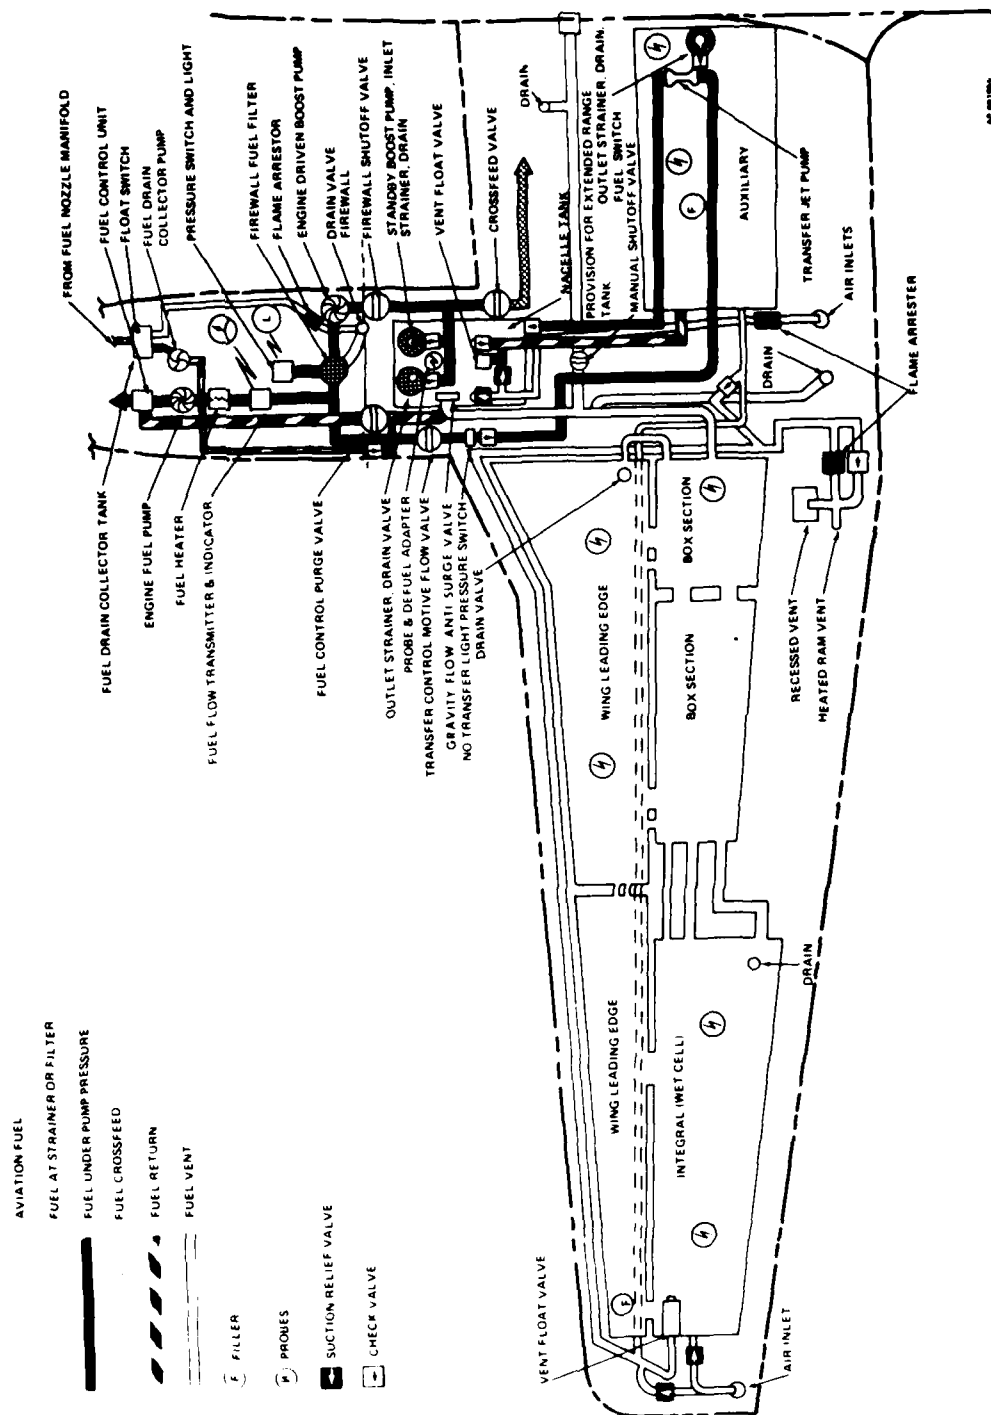 FROM FUEL NOZZLE MANIFOLD
FUEL CONTROL UNIT
FLOAT SWITCH
FUEL DRAIN
COLLECTOR PUMP
PRESSURE SWITCH AND LIGHT
FIREWALL FUEL FILTER
FLAME ARRESTOR
ENGINE DRIVEN BOOST PUMP
DRAIN VALVE
FIREWALL
FIREWALL SHUTOFF VALVE
STANDBY BOOST PUMP, INLET
STRAINER, DRAIN
VENT FLOAT VALVE
CROSSFEED VALVE
DRAIN
NACELLE TANK
PROVISION FOR EXTENDED RANGE
TANK
OUTLET STRAINER, DRAIN,
FUEL SWITCH
MANUAL SHUTOFF VALVE
L
F
AUXILIARY
TRANSFER JET PUMP
AIR INLETS
FLAME ARRESTER
DRAIN
FUEL DRAIN COLLECTOR TANK
ENGINE FUEL PUMP
FUEL HEATER
FUEL FLOW TRANSMITTER & INDICATOR
FUEL CONTROL PURGE VALVE
OUTLET STRAINER, DRAIN VALVE
PROBE & DEFUEL ADAPTER
TRANSFER CONTROL MOTIVE FLOW VALVE
GRAVITY FLOW ANTI SURGE VALVE
NO TRANSFER LIGHT PRESSURE SWITCH
DRAIN VALVE
WING LEADING EDGE
BOX SECTION
BOX SECTION
RECESSED VENT
HEATED RAM VENT
WING LEADING EDGE
INTEGRAL (WET CELL)
DRAIN
F
VENT FLOAT VALVE
AIR INLET
AVIATION FUEL
FUEL AT STRAINER OR FILTER
FUEL UNDER PUMP PRESSURE
FUEL CROSSFEED
FUEL RETURN
FUEL VENT
F FILLER
PROBES
SUCTION RELIEF VALVE
CHECK VALVE